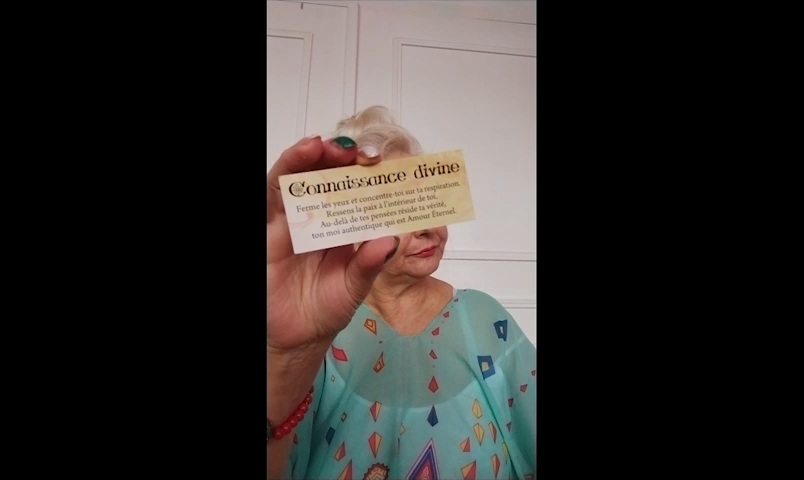 Connaissance divine
Ferme les yeux et concentre-toi sur ta respiration.
Ressens la paix à l'intérieur de toi.
Au-delà de tes pensées réside ta vérité,
ton moi authentique qui est Amour Éternel.